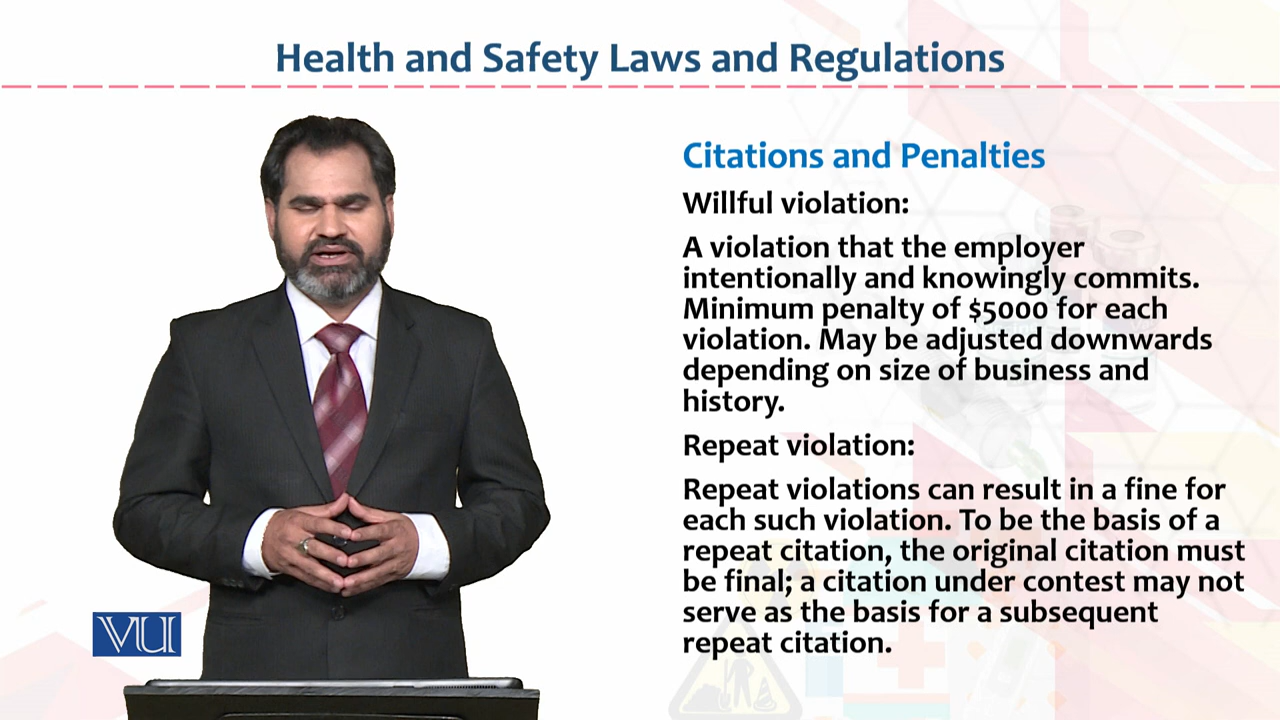 Health and Safety Laws and Regulations
Citations and Penalties
Willful violation:
A violation that the employer
intentionally and knowingly commits.
Minimum penalty of $5000 for each
violation. May be adjusted downwards
depending on size of business and
history.
Repeat violation:
Repeat violations can result in a fine for
each such violation. To be the basis of a
repeat citation, the original citation must
be final; a citation under contest may not
serve as the basis for a subsequent
repeat citation.
VU